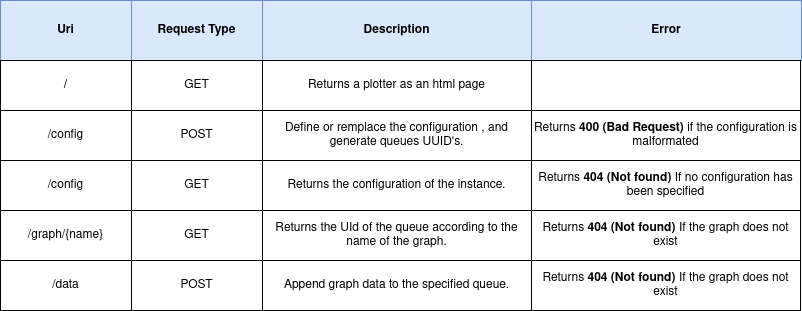 Uri
Request Type
Description
Error
/
GET
Returns a plotter as an html page
/config
POST
Define or remplace the configuration , and
generate queues UUID's.
Returns 400 (Bad Request) if the configuration is
malformated
/config
GET
Returns the configuration of the instance.
Returns 404 (Not found) If no configuration has
been specified
/graph/{name}
GET
Returns the UId of the queue according to the
name of the graph.
Returns 404 (Not found) If the graph does not
exist
/data
POST
Append graph data to the specified queue.
Returns 404 (Not found) If the graph does not
exist